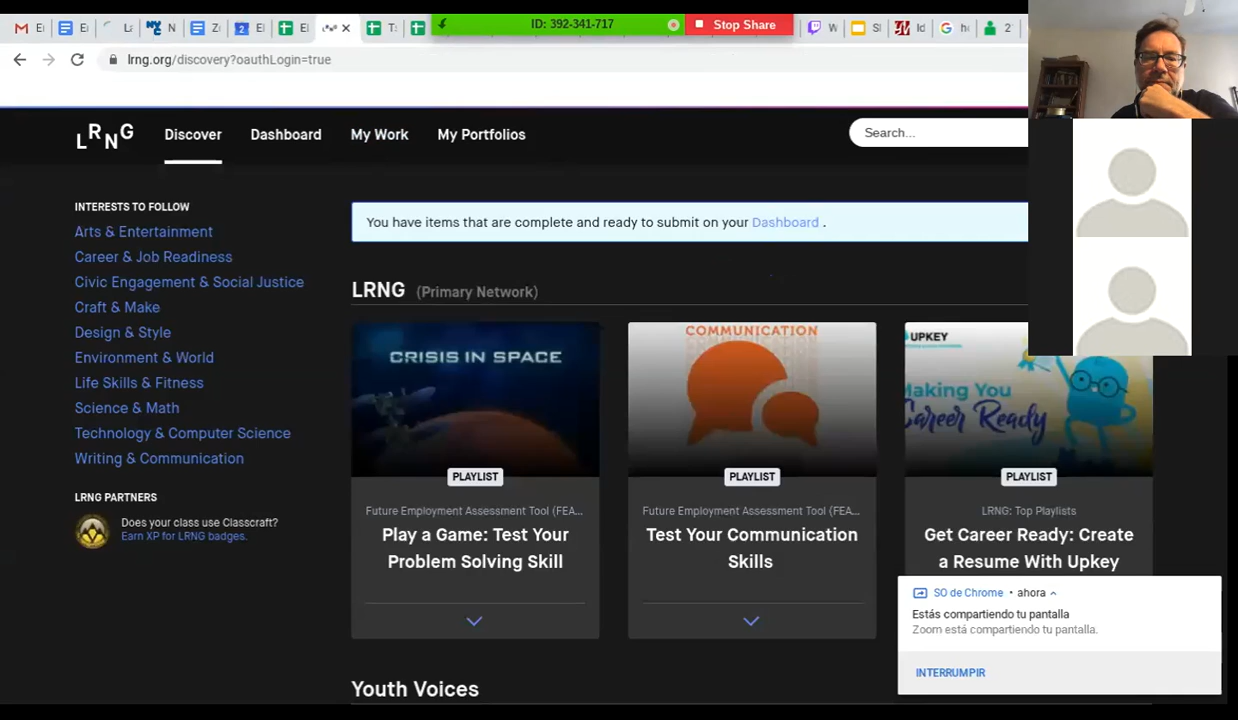 E
E
L
N
Z
E
E
T
ID: 392-341-717
Stop Share
W
S
Id
h
2
lrng.org/discovery?oauthLogin=true
LRNG
Discover
Dashboard
My Work
My Portfolios
Search...
INTERESTS TO FOLLOW
Arts & Entertainment
Career & Job Readiness
Civic Engagement & Social Justice
Craft & Make
Design & Style
Environment & World
Life Skills & Fitness
Science & Math
Technology & Computer Science
Writing & Communication
LRNG PARTNERS
Does your class use Classcraft?
Earn XP for LRNG badges.
You have items that are complete and ready to submit on your Dashboard .
LRNG (Primary Network)
CRISIS IN SPACE
PLAYLIST
Future Employment Assessment Tool (FEA...
Play a Game: Test Your
Problem Solving Skill
COMMUNICATION
PLAYLIST
Future Employment Assessment Tool (FEA...
Test Your Communication
Skills
UPKEY
Making You
Career Ready
PLAYLIST
LRNG: Top Playlists
Get Career Ready: Create
a Resume With Upkey
Youth Voices
SO de Chrome • ahora
Estás compartiendo tu pantalla
Zoom está compartiendo tu pantalla.
INTERRUMPIR